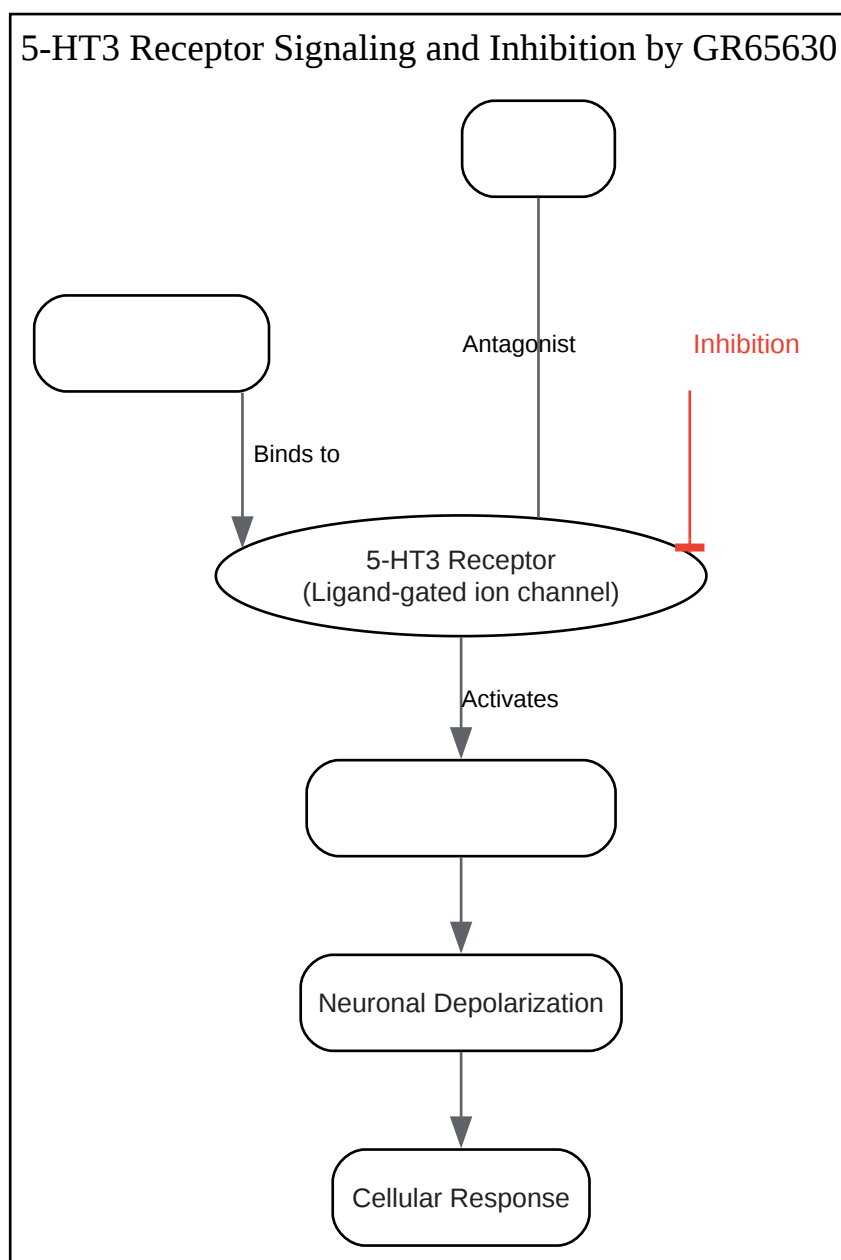 5-HT3 Receptor Signaling and Inhibition by GR65630
Antagonist
Inhibition
Binds to
5-HT3 Receptor
(Ligand-gated ion channel)
Activates
Neuronal Depolarization
Cellular Response